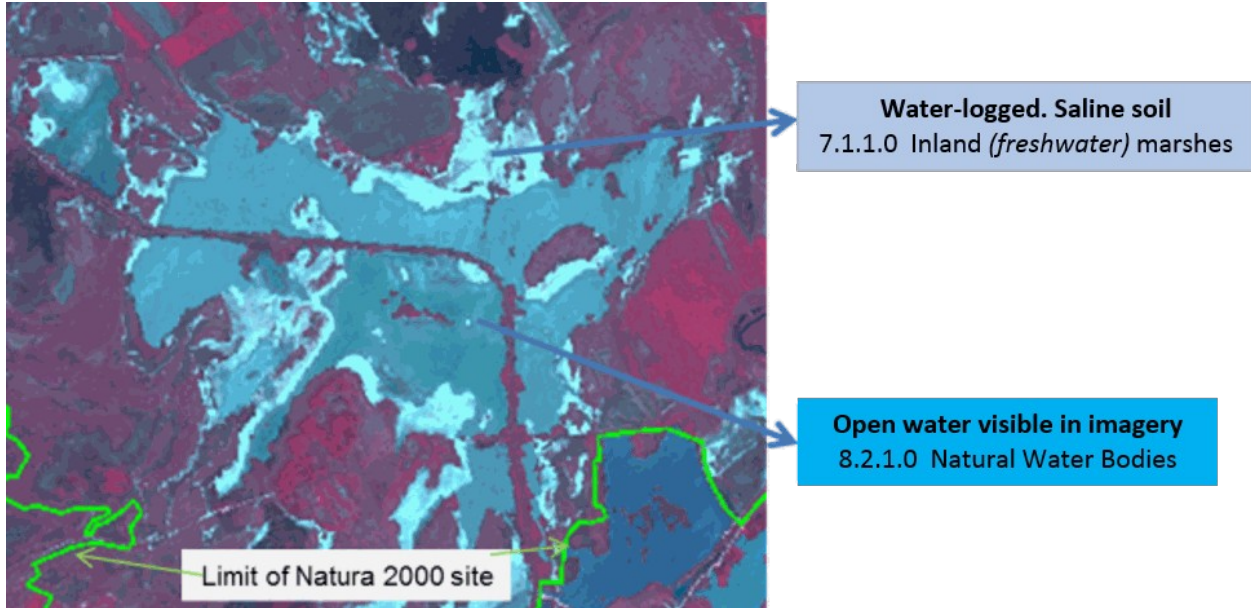 Water-logged. Saline soil
7.1.1.0 Inland (freshwater) marshes
Open water visible in imagery
8.2.1.0 Natural Water Bodies
Limit of Natura 2000 site